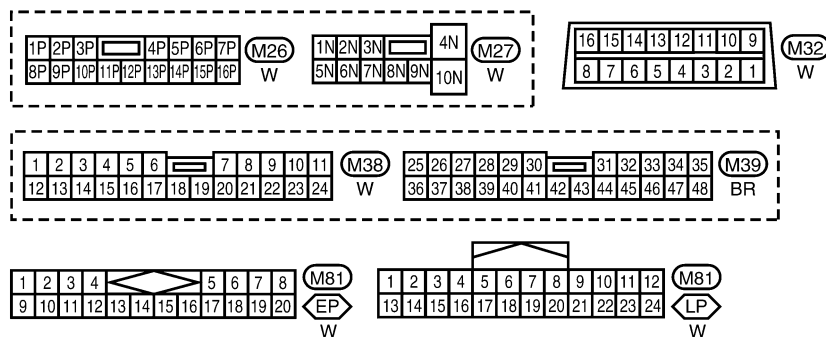 1P 2P 3P 4P 5P 6P 7P M26
8P 9P 10P 11P 12P 13P 14P 15P 16P W
1N 2N 3N 4N M27
5N 6N 7N 8N 9N 10N W
16 15 14 13 12 11 10 9 M32
8 7 6 5 4 3 2 1 W
1 2 3 4 5 6 7 8 9 10 11 M38
12 13 14 15 16 17 18 19 20 21 22 23 24 W
25 26 27 28 29 30 31 32 33 34 35 M39
36 37 38 39 40 41 42 43 44 45 46 47 48 BR
1 2 3 4 5 6 7 8 M81
9 10 11 12 13 14 15 16 17 18 19 20 EP
W
1 2 3 4 5 6 7 8 9 10 11 12 M81
13 14 15 16 17 18 19 20 21 22 23 24 LP
W